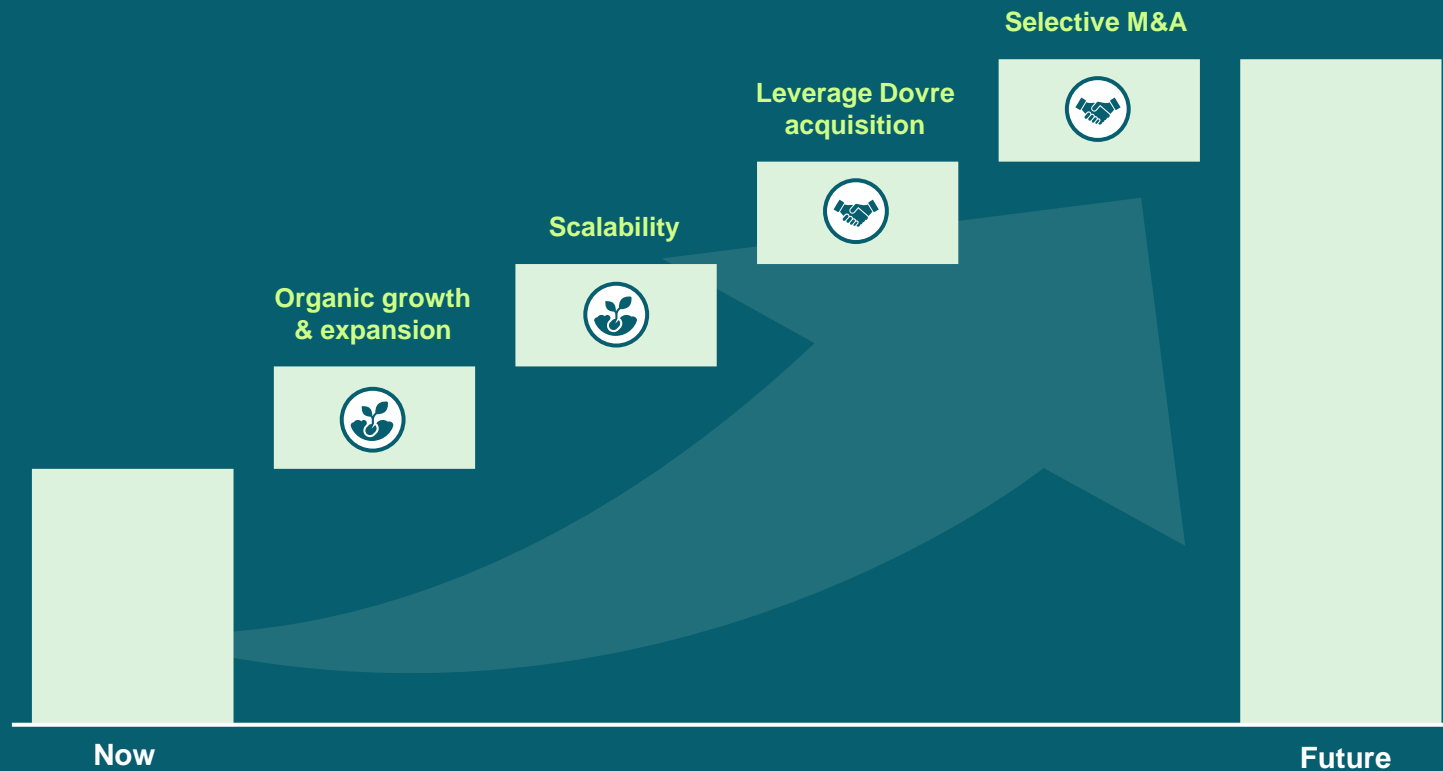 Selective M&A
Leverage Dovre
acquisition
Scalability
Organic growth
& expansion
Now
Future